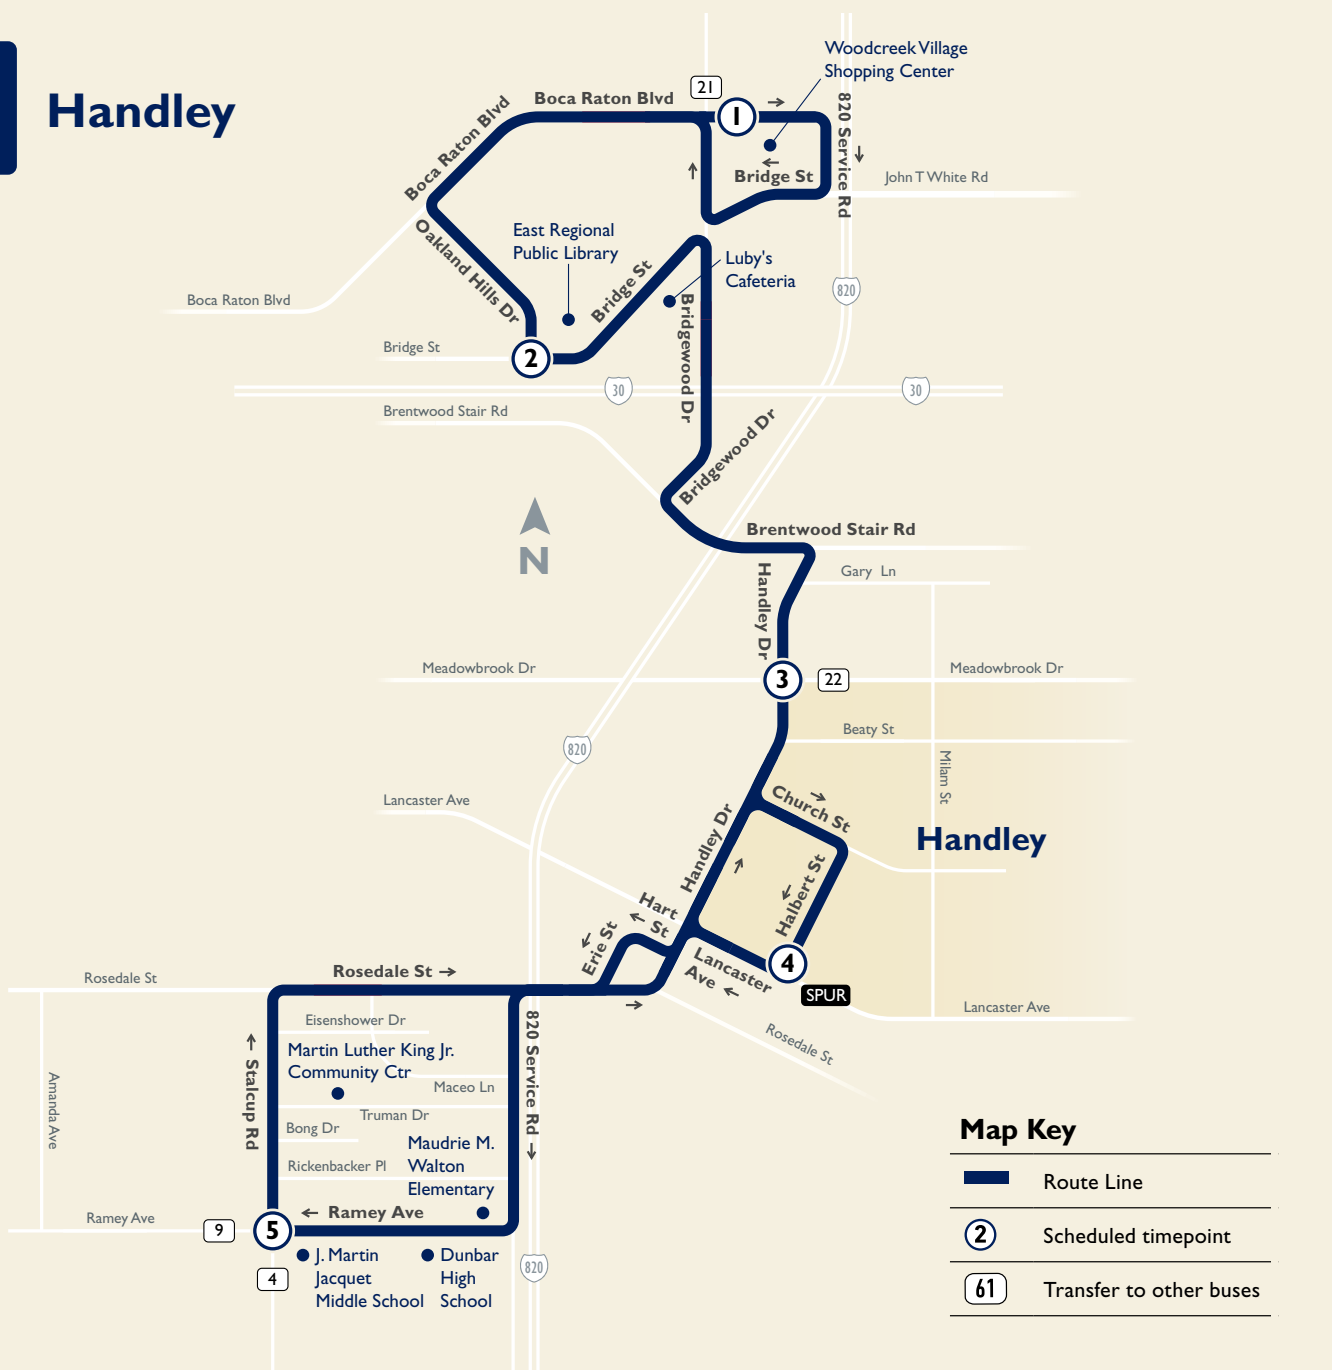 Handley
Woodcreek Village
Shopping Center
21
Boca Raton Blvd
Boca Raton Blvd
1
820 Service Rd
Bridge St
John T White Rd
East Regional
Public Library
Oakland Hills Dr
Bridge St
Luby's
Cafeteria
820
Boca Raton Blvd
Bridge St
2
Bridgewood Dr
30
30
Brentwood Stair Rd
Bridgewood Dr
N
Brentwood Stair Rd
Gary Ln
Handley Dr
Meadowbrook Dr
3
22
Meadowbrook Dr
Beaty St
820
Milam St
Lancaster Ave
Church St
Handley Dr
Handley
Halbert St
Hart
St
Erie St
Lancaster
Ave
4
SPUR
Rosedale St
Rosedale St
Lancaster Ave
Rosedale St
Eisenshower Dr
820 Service Rd
Martin Luther King Jr.
Community Ctr
Maceo Ln
Stalcup Rd
Amanda Ave
Truman Dr
Bong Dr
Maudrie M.
Walton
Elementary
Rickenbacker Pl
Ramey Ave
Ramey Ave
9
5
4
J. Martin
Jacquet
Middle School
Dunbar
High
School
820
Map Key
Route Line
2
Scheduled timepoint
61
Transfer to other buses